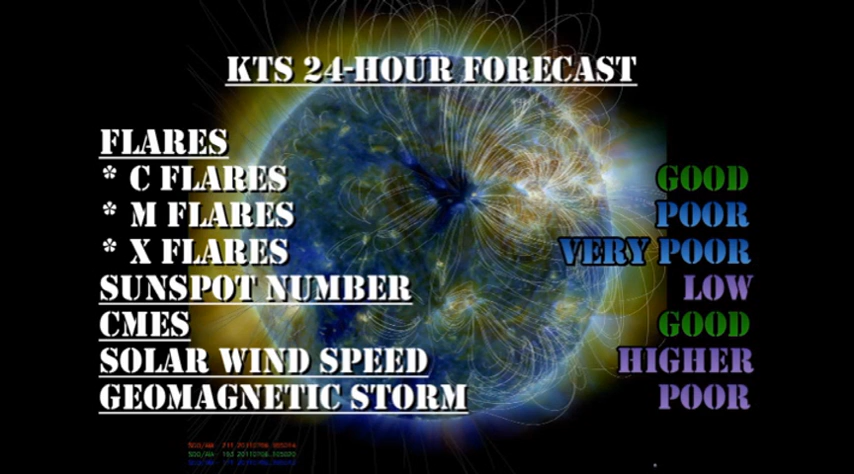 KTS 24-HOUR FORECAST
FLARES
* C FLARES GOOD
* M FLARES POOR
* X FLARES VERY POOR
SUNSPOT NUMBER LOW
CMES GOOD
SOLAR WIND SPEED HIGHER
GEOMAGNETIC STORM POOR